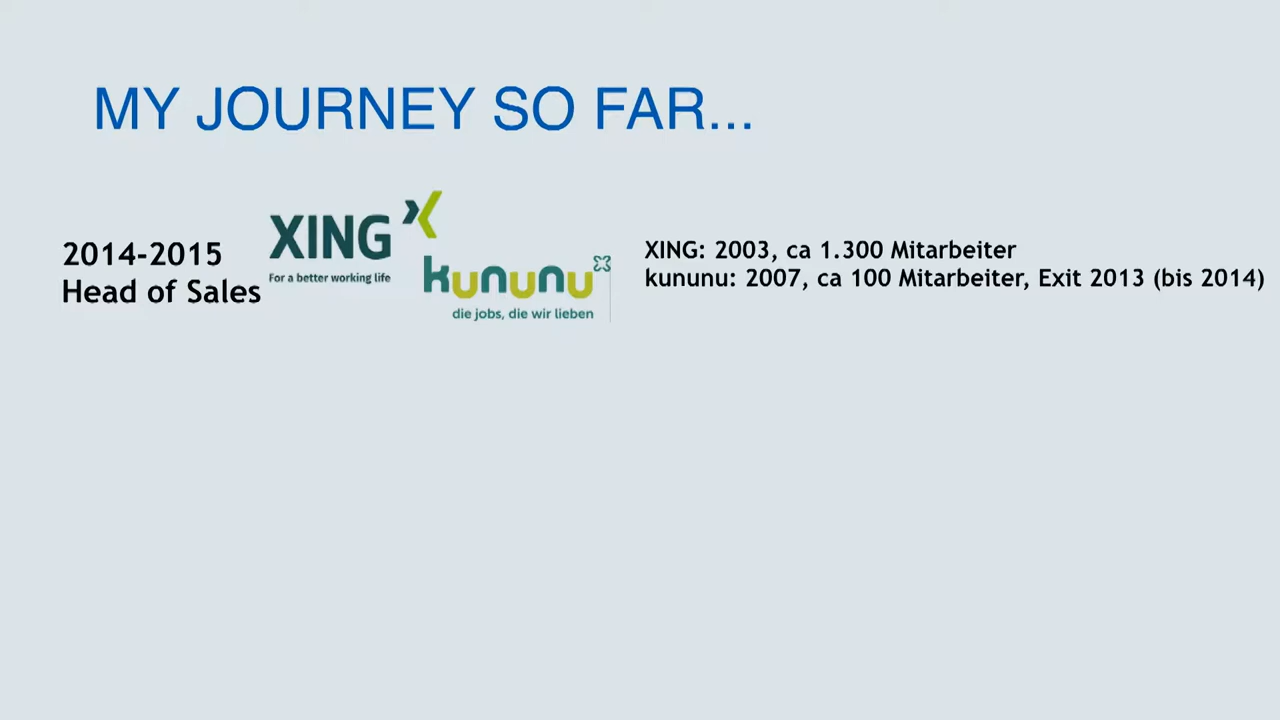 MY JOURNEY SO FAR...
2014-2015
Head of Sales
XING
For a better working life
kununu
die jobs, die wir lieben
XING: 2003, ca 1.300 Mitarbeiter
kununu: 2007, ca 100 Mitarbeiter, Exit 2013 (bis 2014)